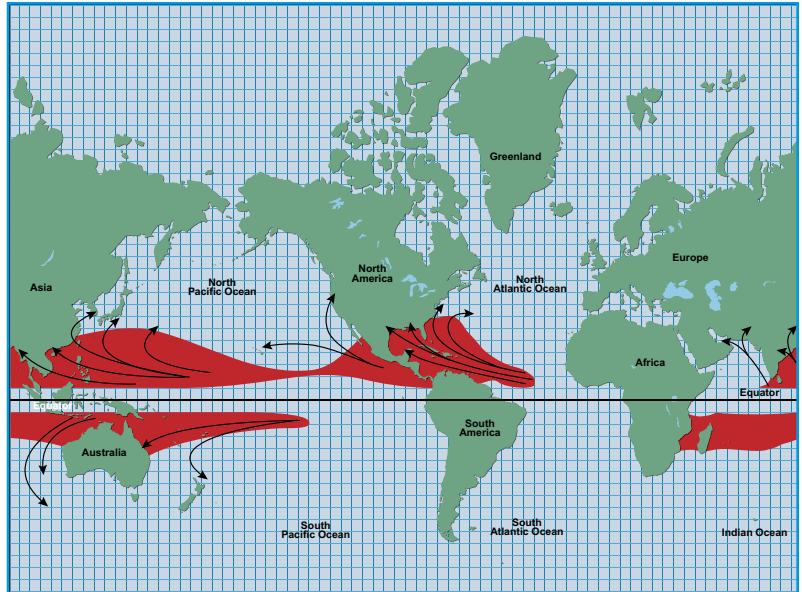 Greenland
Europe
North
America
North
Pacific Ocean
North
Atlantic Ocean
Asia
Africa
Equator
Equator
South
America
Australia
South
Pacific Ocean
South
Atlantic Ocean
Indian Ocean